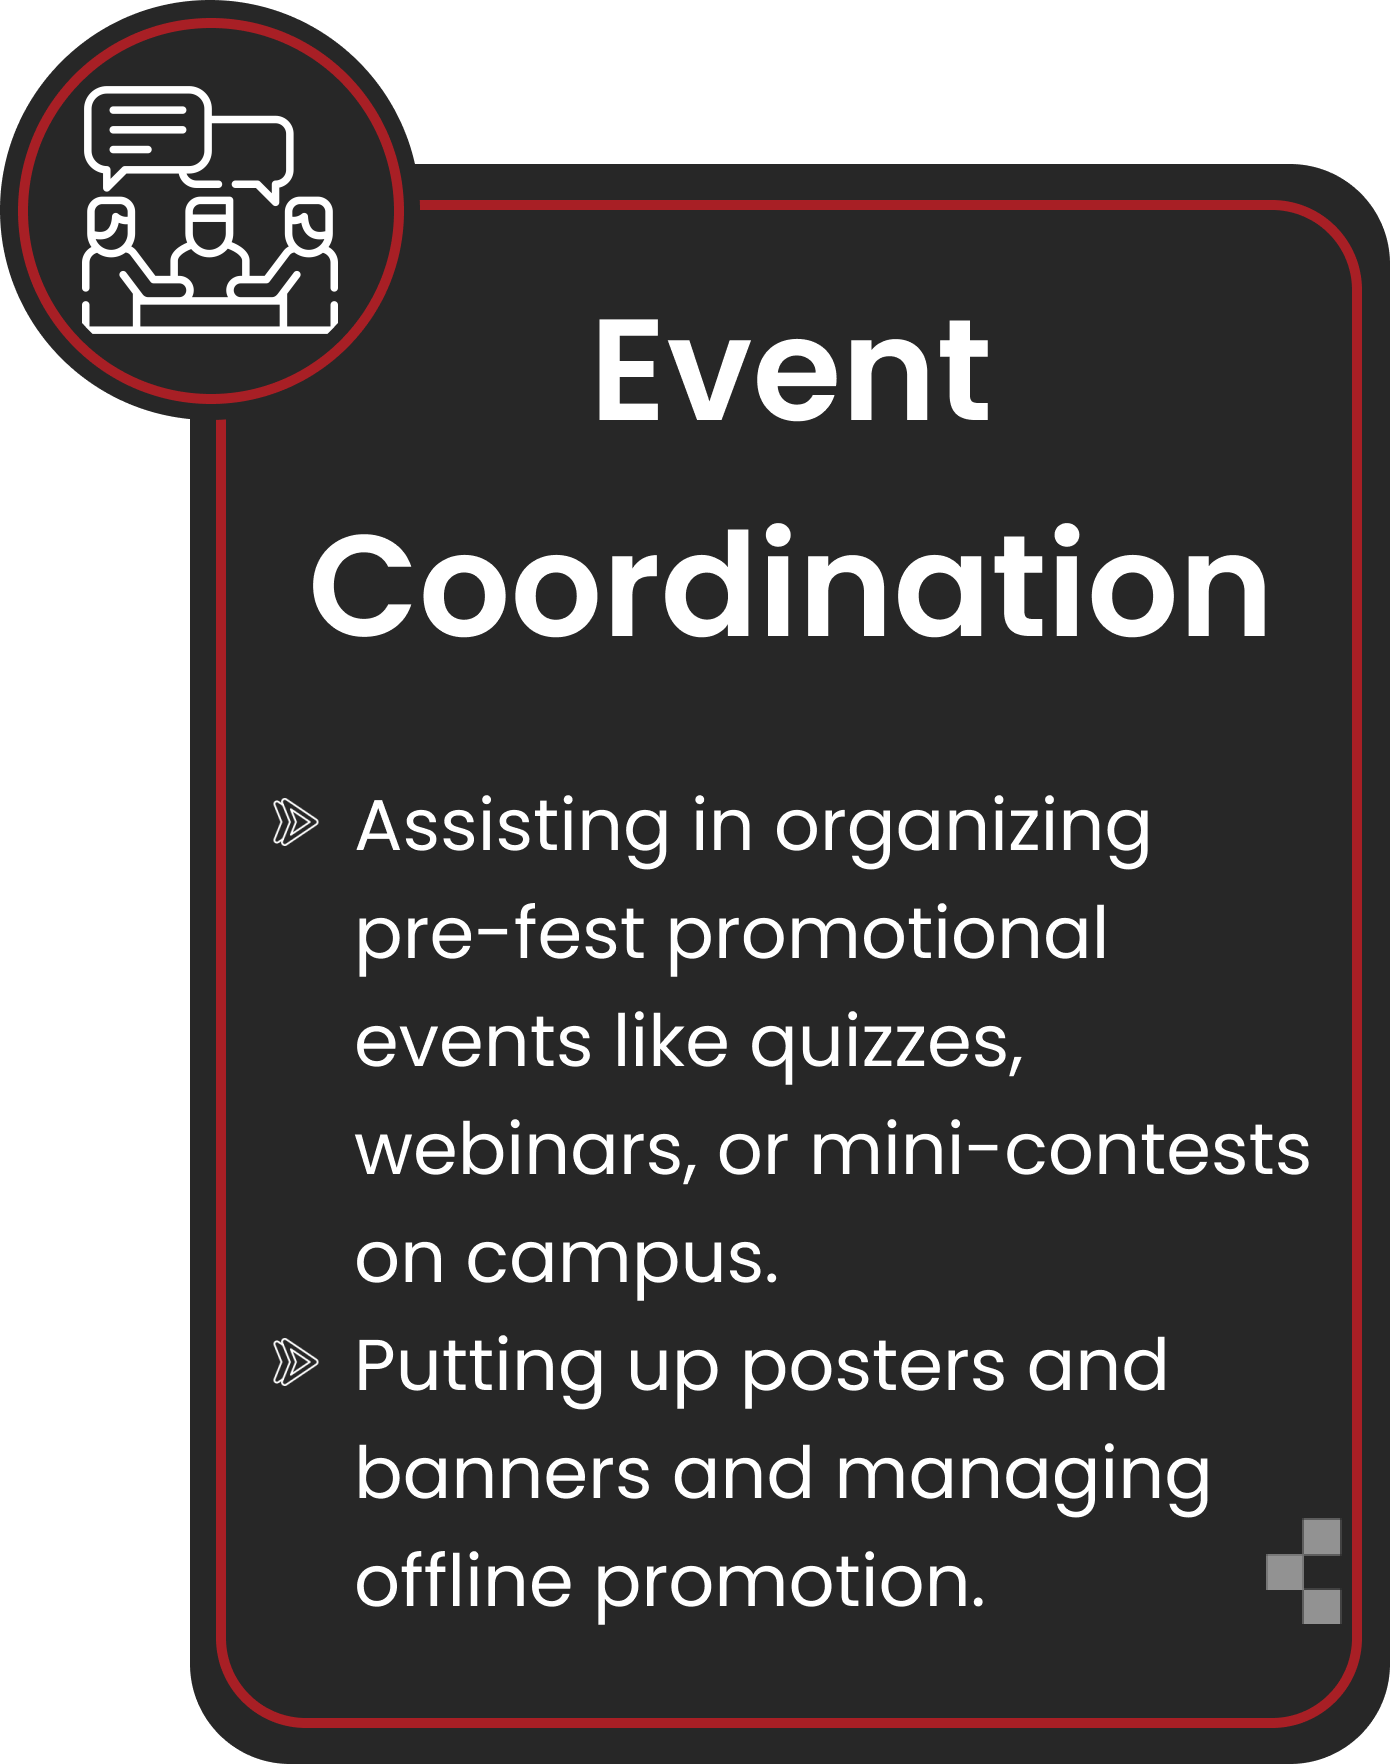 Event
Coordination
Assisting in organizing
pre-fest promotional
events like quizzes,
webinars, or mini-contests
on campus.
Putting up posters and
banners and managing
offline promotion.